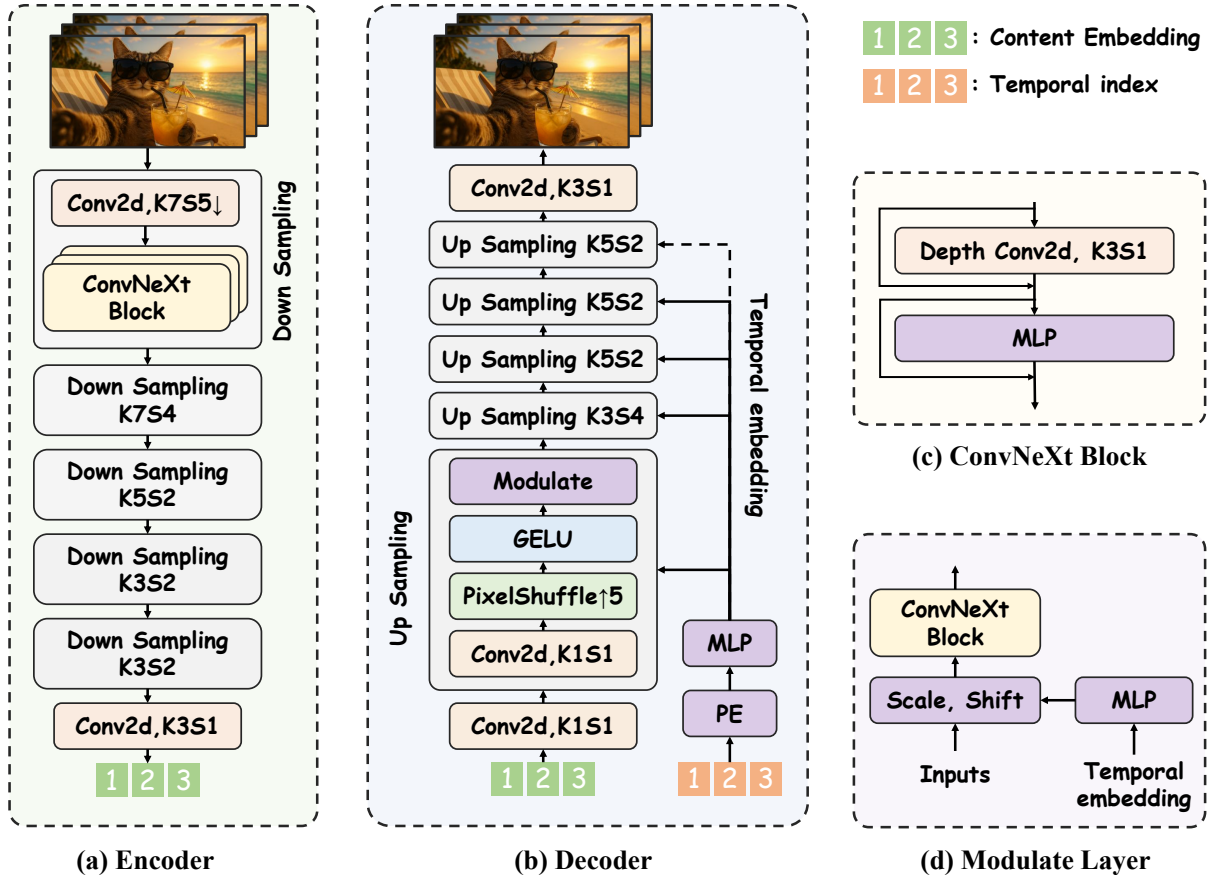 Conv2d,K7S5↓
ConvNeXt
Block
Down Sampling
Down Sampling
K7S4
Down Sampling
K5S2
Down Sampling
K3S2
Down Sampling
K3S2
Conv2d,K3S1
1 2 3
(a) Encoder
Conv2d,K3S1
Up Sampling K5S2
Up Sampling K5S2
Up Sampling K5S2
Up Sampling K3S4
Temporal embedding
Modulate
GELU
PixelShuffle↑5
Conv2d,K1S1
Up Sampling
Conv2d,K1S1
1 2 3
MLP
PE
1 2 3
(b) Decoder
1 2 3 : Content Embedding
1 2 3 : Temporal index
Depth Conv2d, K3S1
MLP
(c) ConvNeXt Block
ConvNeXt
Block
Scale, Shift
MLP
Inputs
Temporal
embedding
(d) Modulate Layer